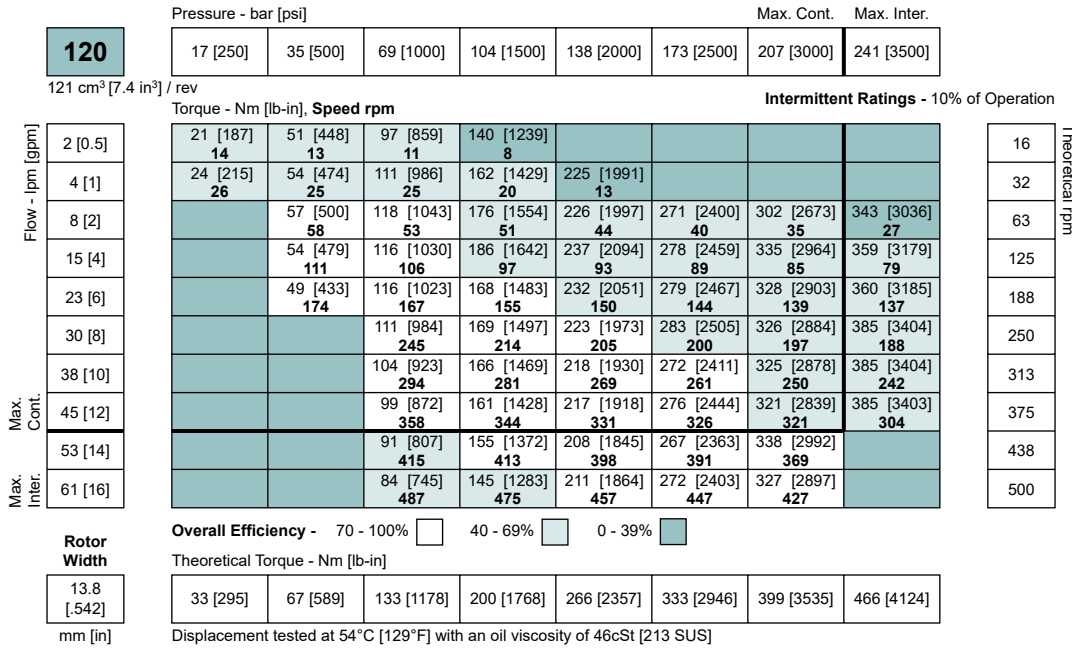 Pressure - bar [psi] Max. Cont. Max. Inter.
120 17 [250] 35 [500] 69 [1000] 104 [1500] 138 [2000] 173 [2500] 207 [3000] 241 [3500]
121 cm³ [7.4 in³] / rev
Torque - Nm [lb-in], Speed rpm Intermittent Ratings - 10% of Operation
Flow - lpm [gpm]
Theoretical rpm
2 [0.5] 21 [187] 51 [448] 97 [859] 140 [1239] 16
14 13 11 8
4 [1] 24 [215] 54 [474] 111 [986] 162 [1429] 225 [1991] 32
26 25 25 20 13
8 [2] 57 [500] 118 [1043] 176 [1554] 226 [1997] 271 [2400] 302 [2673] 343 [3036] 63
58 53 51 44 40 35 27
15 [4] 54 [479] 116 [1030] 186 [1642] 237 [2094] 278 [2459] 335 [2964] 359 [3179] 125
111 106 97 93 89 85 79
23 [6] 49 [433] 116 [1023] 168 [1483] 232 [2051] 279 [2467] 328 [2903] 360 [3185] 188
174 167 155 150 144 139 137
30 [8] 111 [984] 169 [1497] 223 [1973] 283 [2505] 326 [2884] 385 [3404] 250
245 214 205 200 197 188
38 [10] 104 [923] 166 [1469] 218 [1930] 272 [2411] 325 [2878] 385 [3404] 313
294 281 269 261 250 242
Max. Cont.
45 [12] 99 [872] 161 [1428] 217 [1918] 276 [2444] 321 [2839] 385 [3403] 375
358 344 331 326 321 304
53 [14] 91 [807] 155 [1372] 208 [1845] 267 [2363] 338 [2992] 438
415 413 398 391 369
Max. Inter.
61 [16] 84 [745] 145 [1283] 211 [1864] 272 [2403] 327 [2897] 500
487 475 457 447 427
Overall Efficiency - 70 - 100% 40 - 69% 0 - 39%
Rotor
Width
Theoretical Torque - Nm [lb-in]
13.8
[.542]
33 [295] 67 [589] 133 [1178] 200 [1768] 266 [2357] 333 [2946] 399 [3535] 466 [4124]
mm [in] Displacement tested at 54°C [129°F] with an oil viscosity of 46cSt [213 SUS]